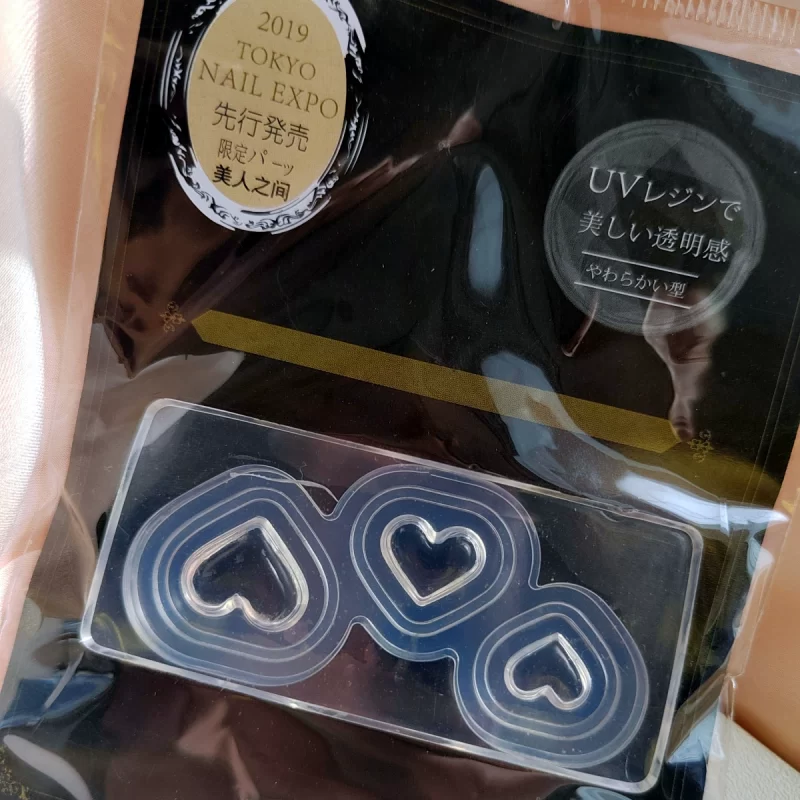 2019
TOKYO
NAIL EXPO
先行発売
限定パーツ
美人之间
UVレジンで
美しい透明感
やわらかい型